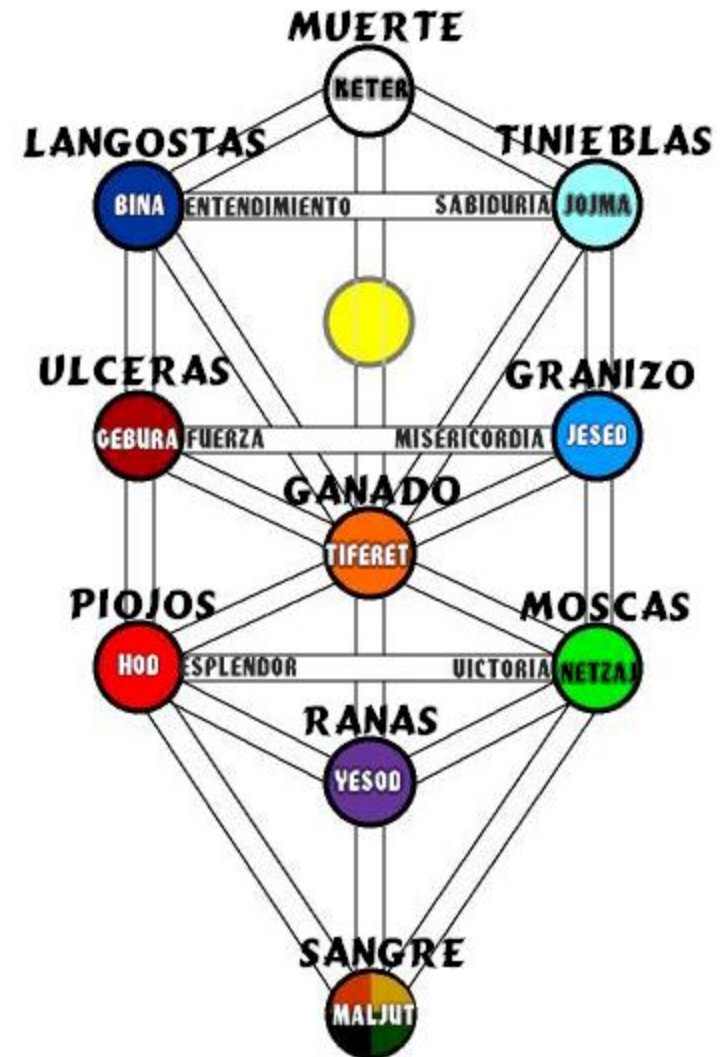 MUERTE
KETER
LANGOSTAS
TINIEBLAS
BINA
ENTENDIMIENTO
SABIDURIA
JOJMA
ULCERAS
GRANIZO
GEBURA
FUERZA
MISERICORDIA
JESED
GANADO
TIFERET
PIOJOS
MOSCAS
HOD
ESPLENDOR
VICTORIA
NETZAJ
RANAS
YESOD
SANGRE
MALJUT